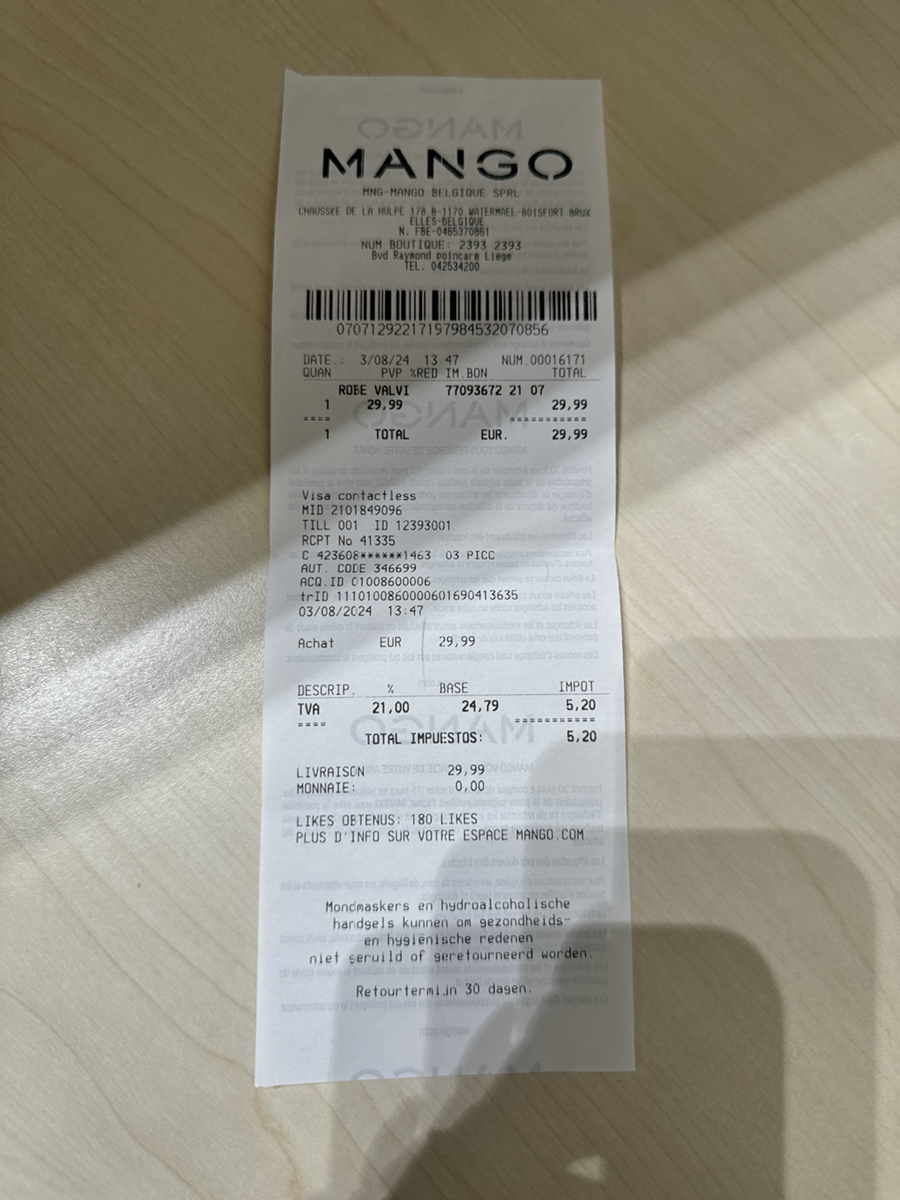 MANGO
MNG-MANGO BELGIQUE SPRL
CHAUSSEE DE LA HULPE 178 B-1170 WATERMAEL-BOISFORT BRUX
ELLES-BELGIQUE
N. FBE-0465370861
NUM BOUTIQUE: 2393 2393
Bvd Raymond poincare Liege
TEL. 042534200
07071292217197984532070856
DATE.: 3/08/24 13 47 NUM.00016171
QUAN PVP %RED IM.BON TOTAL
ROBE VALVI 77093672 21 07
1 29,99 29,99
==== ===========
1 TOTAL EUR. 29,99
Visa contactless
MID 2101849096
TILL 001 ID 12393001
RCPT No 41335
C 423608******1463 03 PICC
AUT. CODE 346699
ACQ.ID 01008600006
trID 1110100860000601690413635
03/08/2024 13:47
Achat EUR 29,99
DESCRIP. % BASE IMPOT
TVA 21,00 24,79 5,20
==== ===========
TOTAL IMPUESTOS: 5,20
LIVRAISON 29,99
MONNAIE: 0,00
LIKES OBTENUS: 180 LIKES
PLUS D'INFO SUR VOTRE ESPACE MANGO.COM
Mondmaskers en hydroalcoholische
handgels kunnen om gezondheids-
en hygiënische redenen
niet geruild of geretourneerd worden.
Retourtermijn 30 dagen.